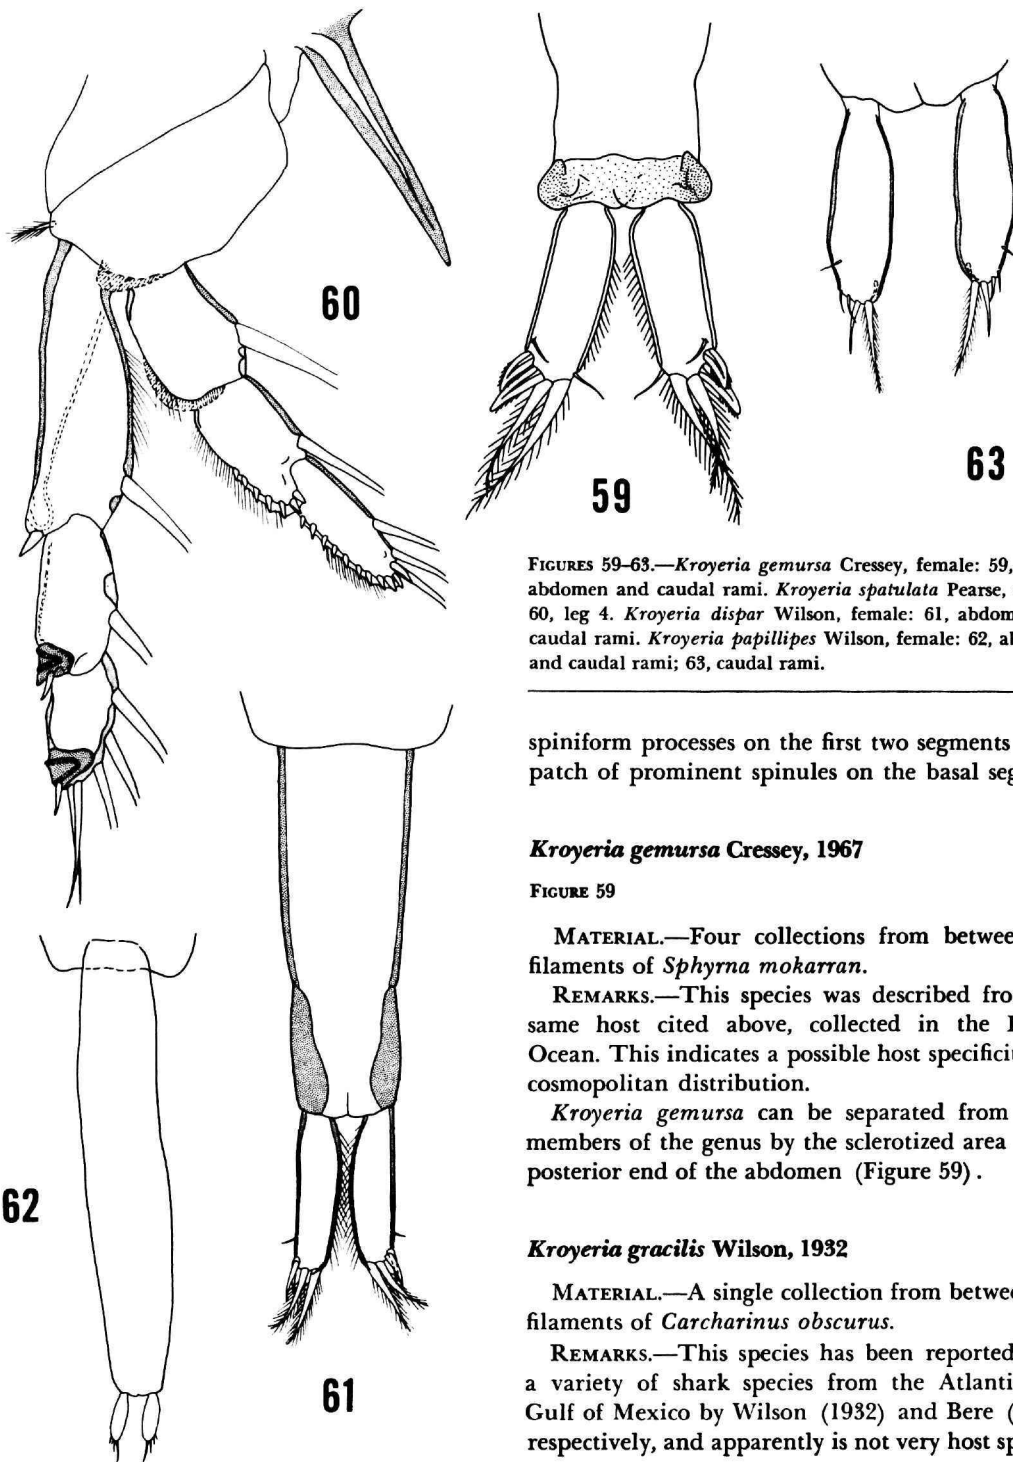 60
59
63
FIGURES 59–63.—Kroyeria gemursa Cressey, female: 59,
abdomen and caudal rami. Kroyeria spatulata Pearse,
60, leg 4. Kroyeria dispar Wilson, female: 61, abdom
caudal rami. Kroyeria papillipes Wilson, female: 62, al
and caudal rami; 63, caudal rami.
spiniform processes on the first two segments
patch of prominent spinules on the basal seg
Kroyeria gemursa Cressey, 1967
FIGURE 59
MATERIAL.—Four collections from betwee
filaments of Sphyrna mokarran.
REMARKS.—This species was described fro
same host cited above, collected in the I
Ocean. This indicates a possible host specifici
cosmopolitan distribution.
Kroyeria gemursa can be separated from
members of the genus by the sclerotized area
posterior end of the abdomen (Figure 59).
62
Kroyeria gracilis Wilson, 1932
MATERIAL.—A single collection from betwe
filaments of Carcharinus obscurus.
REMARKS.—This species has been reported
a variety of shark species from the Atlanti
Gulf of Mexico by Wilson (1932) and Bere (
respectively, and apparently is not very host sp
61